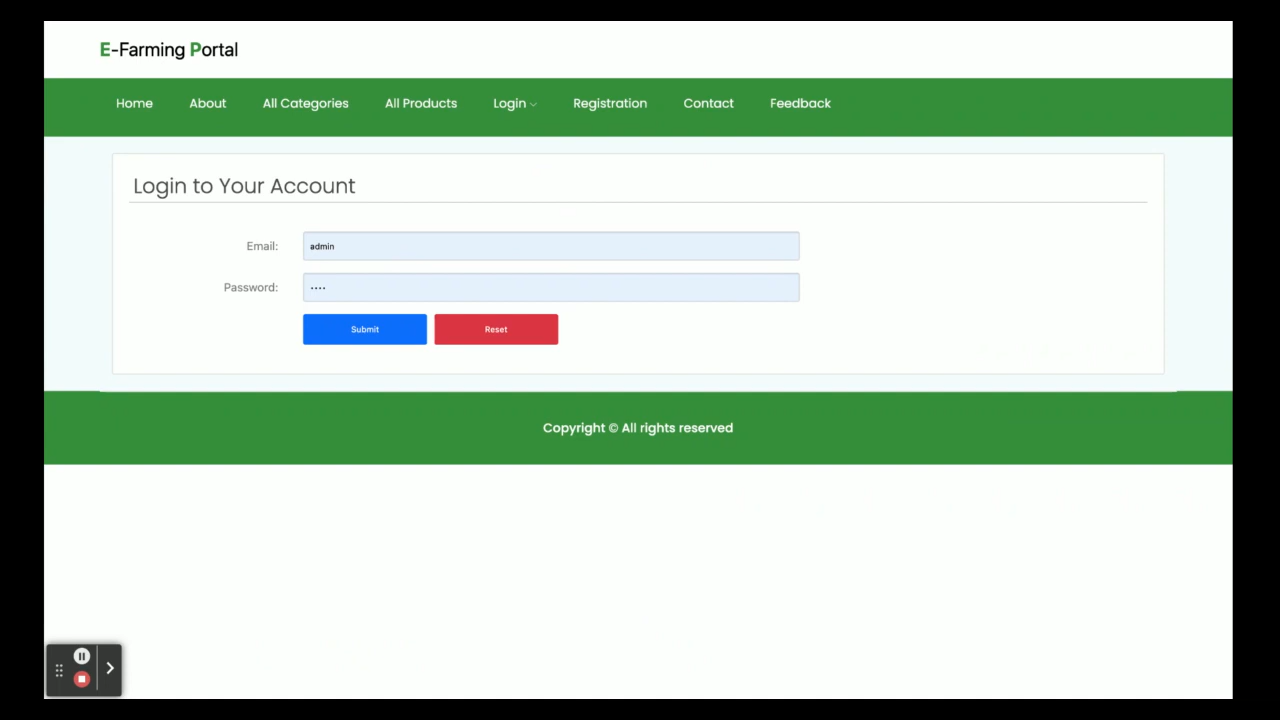 E-Farming Portal
Home About All Categories All Products Login Registration Contact Feedback
Login to Your Account
Email: admin
Password: ....
Submit Reset
Copyright © All rights reserved